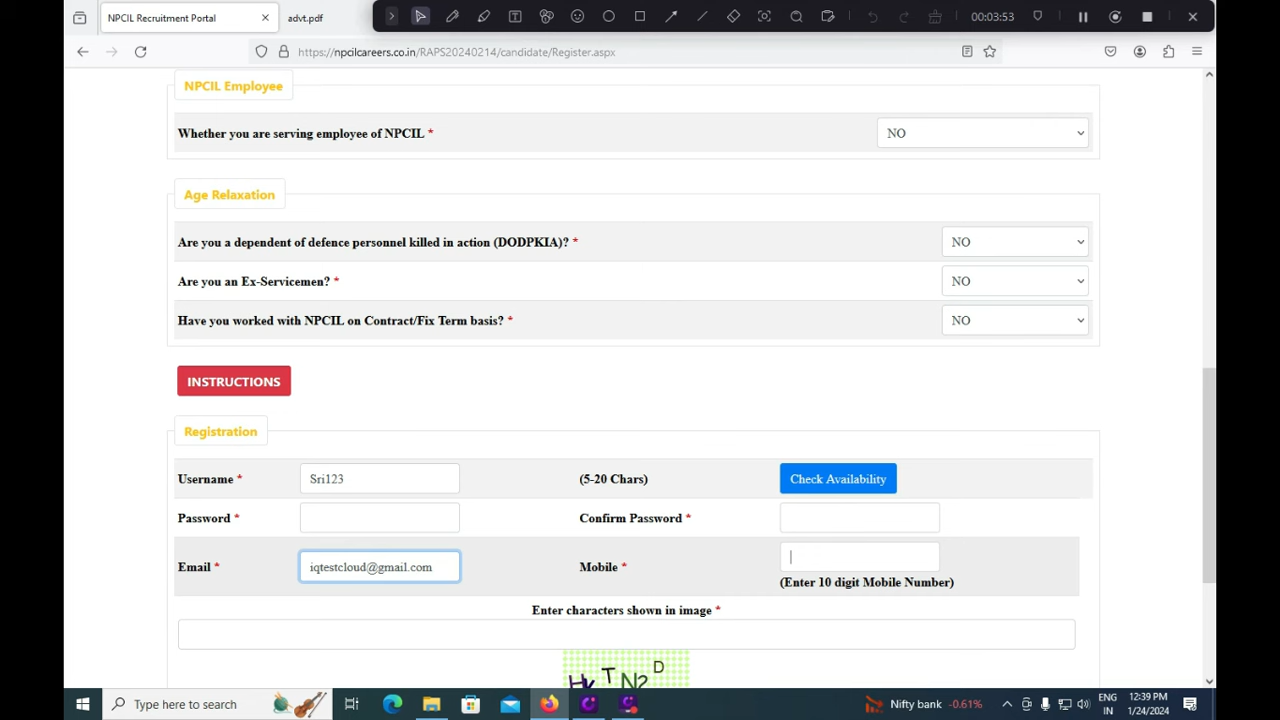 NPCIL Recruitment Portal
advt.pdf
00:03:53
https://npcilcareers.co.in/RAPS20240214/candidate/Register.aspx
NPCIL Employee
Whether you are serving employee of NPCIL *
NO
Age Relaxation
Are you a dependent of defence personnel killed in action (DODPKIA)? *
NO
Are you an Ex-Servicemen? *
NO
Have you worked with NPCIL on Contract/Fix Term basis? *
NO
INSTRUCTIONS
Registration
Username *
Sri123
(5-20 Chars)
Check Availability
Password *
Confirm Password *
Email *
iqtestcloud@gmail.com
Mobile *
(Enter 10 digit Mobile Number)
Enter characters shown in image *
T N2 D
Type here to search
Nifty bank -0.61%
ENG
IN
12:39 PM
1/24/2024